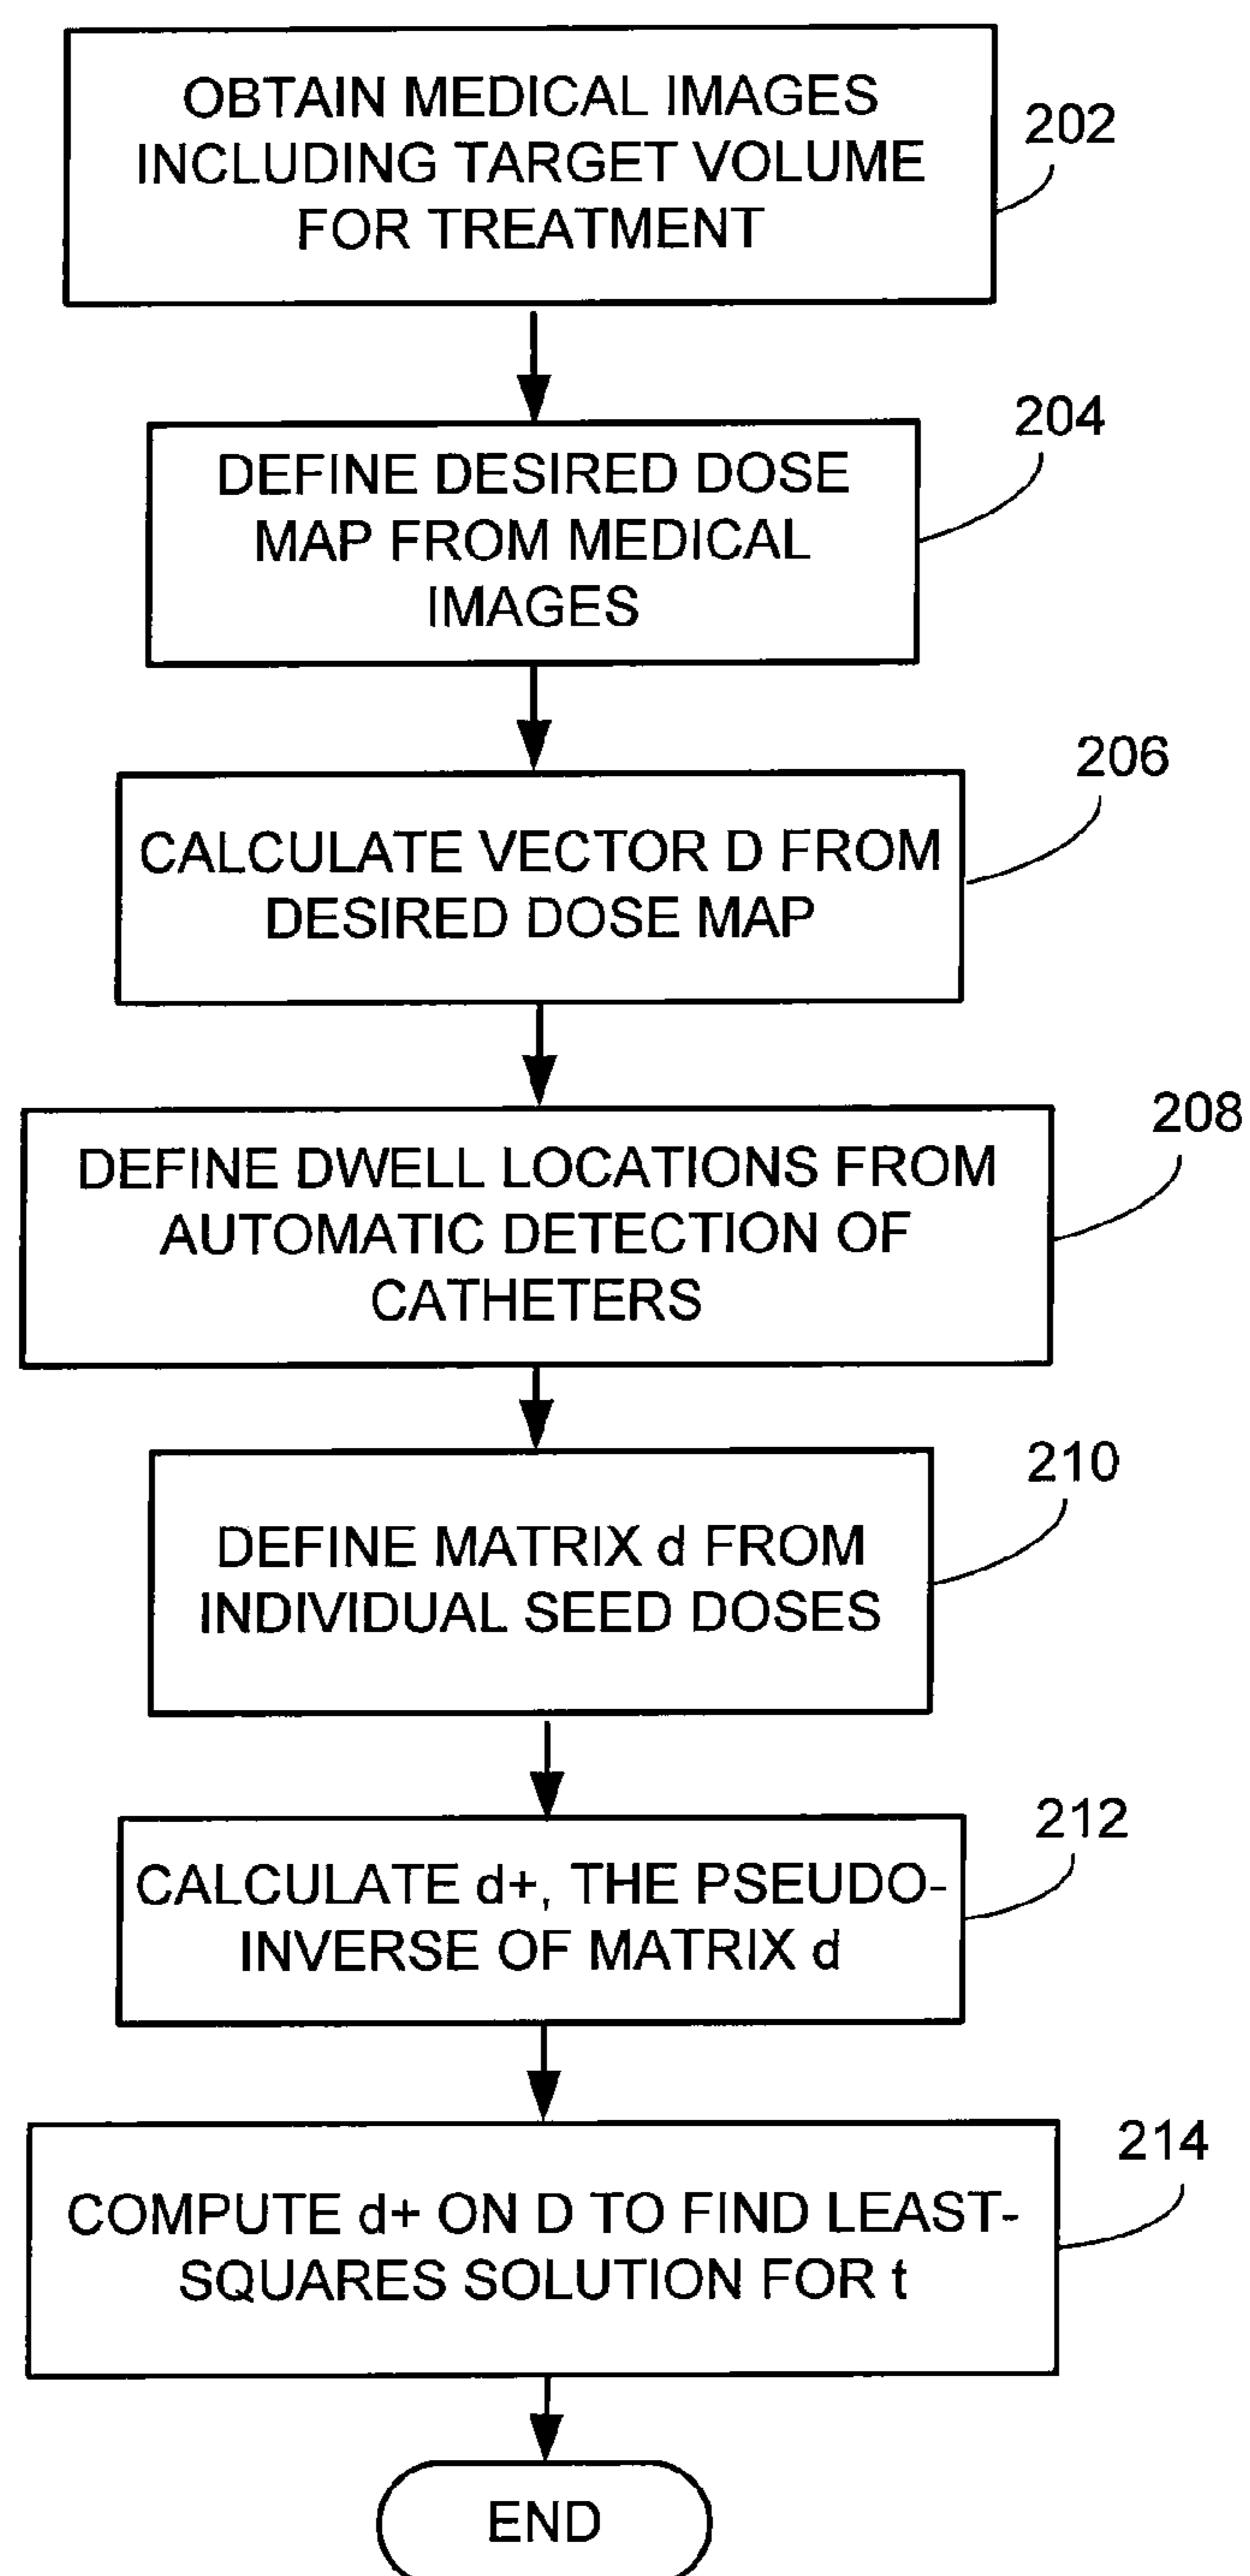 OBTAIN MEDICAL IMAGES
INCLUDING TARGET VOLUME
FOR TREATMENT
202
DEFINE DESIRED DOSE
MAP FROM MEDICAL
IMAGES
204
CALCULATE VECTOR D FROM
DESIRED DOSE MAP
206
DEFINE DWELL LOCATIONS FROM
AUTOMATIC DETECTION OF
CATHETERS
208
DEFINE MATRIX d FROM
INDIVIDUAL SEED DOSES
210
CALCULATE d+, THE PSEUDO-
INVERSE OF MATRIX d
212
COMPUTE d+ ON D TO FIND LEAST-
SQUARES SOLUTION FOR t
214
END